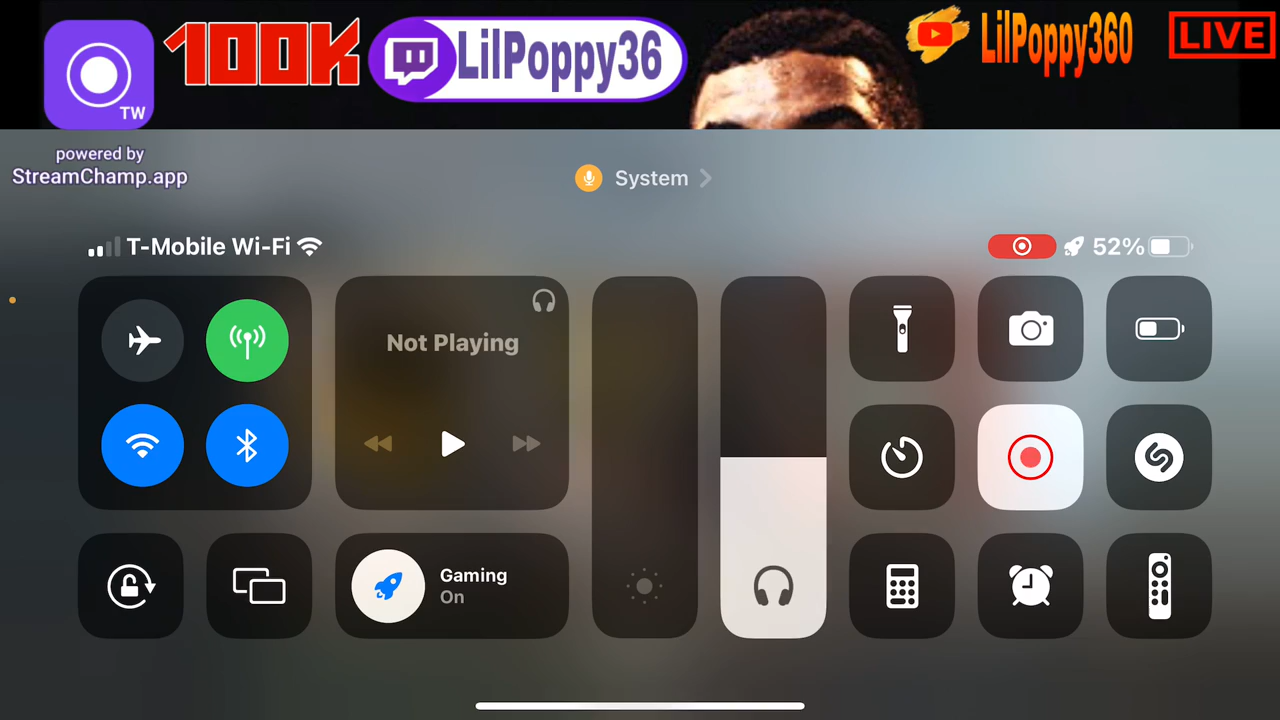 TW
100K
LilPoppy36
LilPoppy360
LIVE
powered by
StreamChamp.app
System
T-Mobile Wi-Fi
52%
Not Playing
Gaming
On